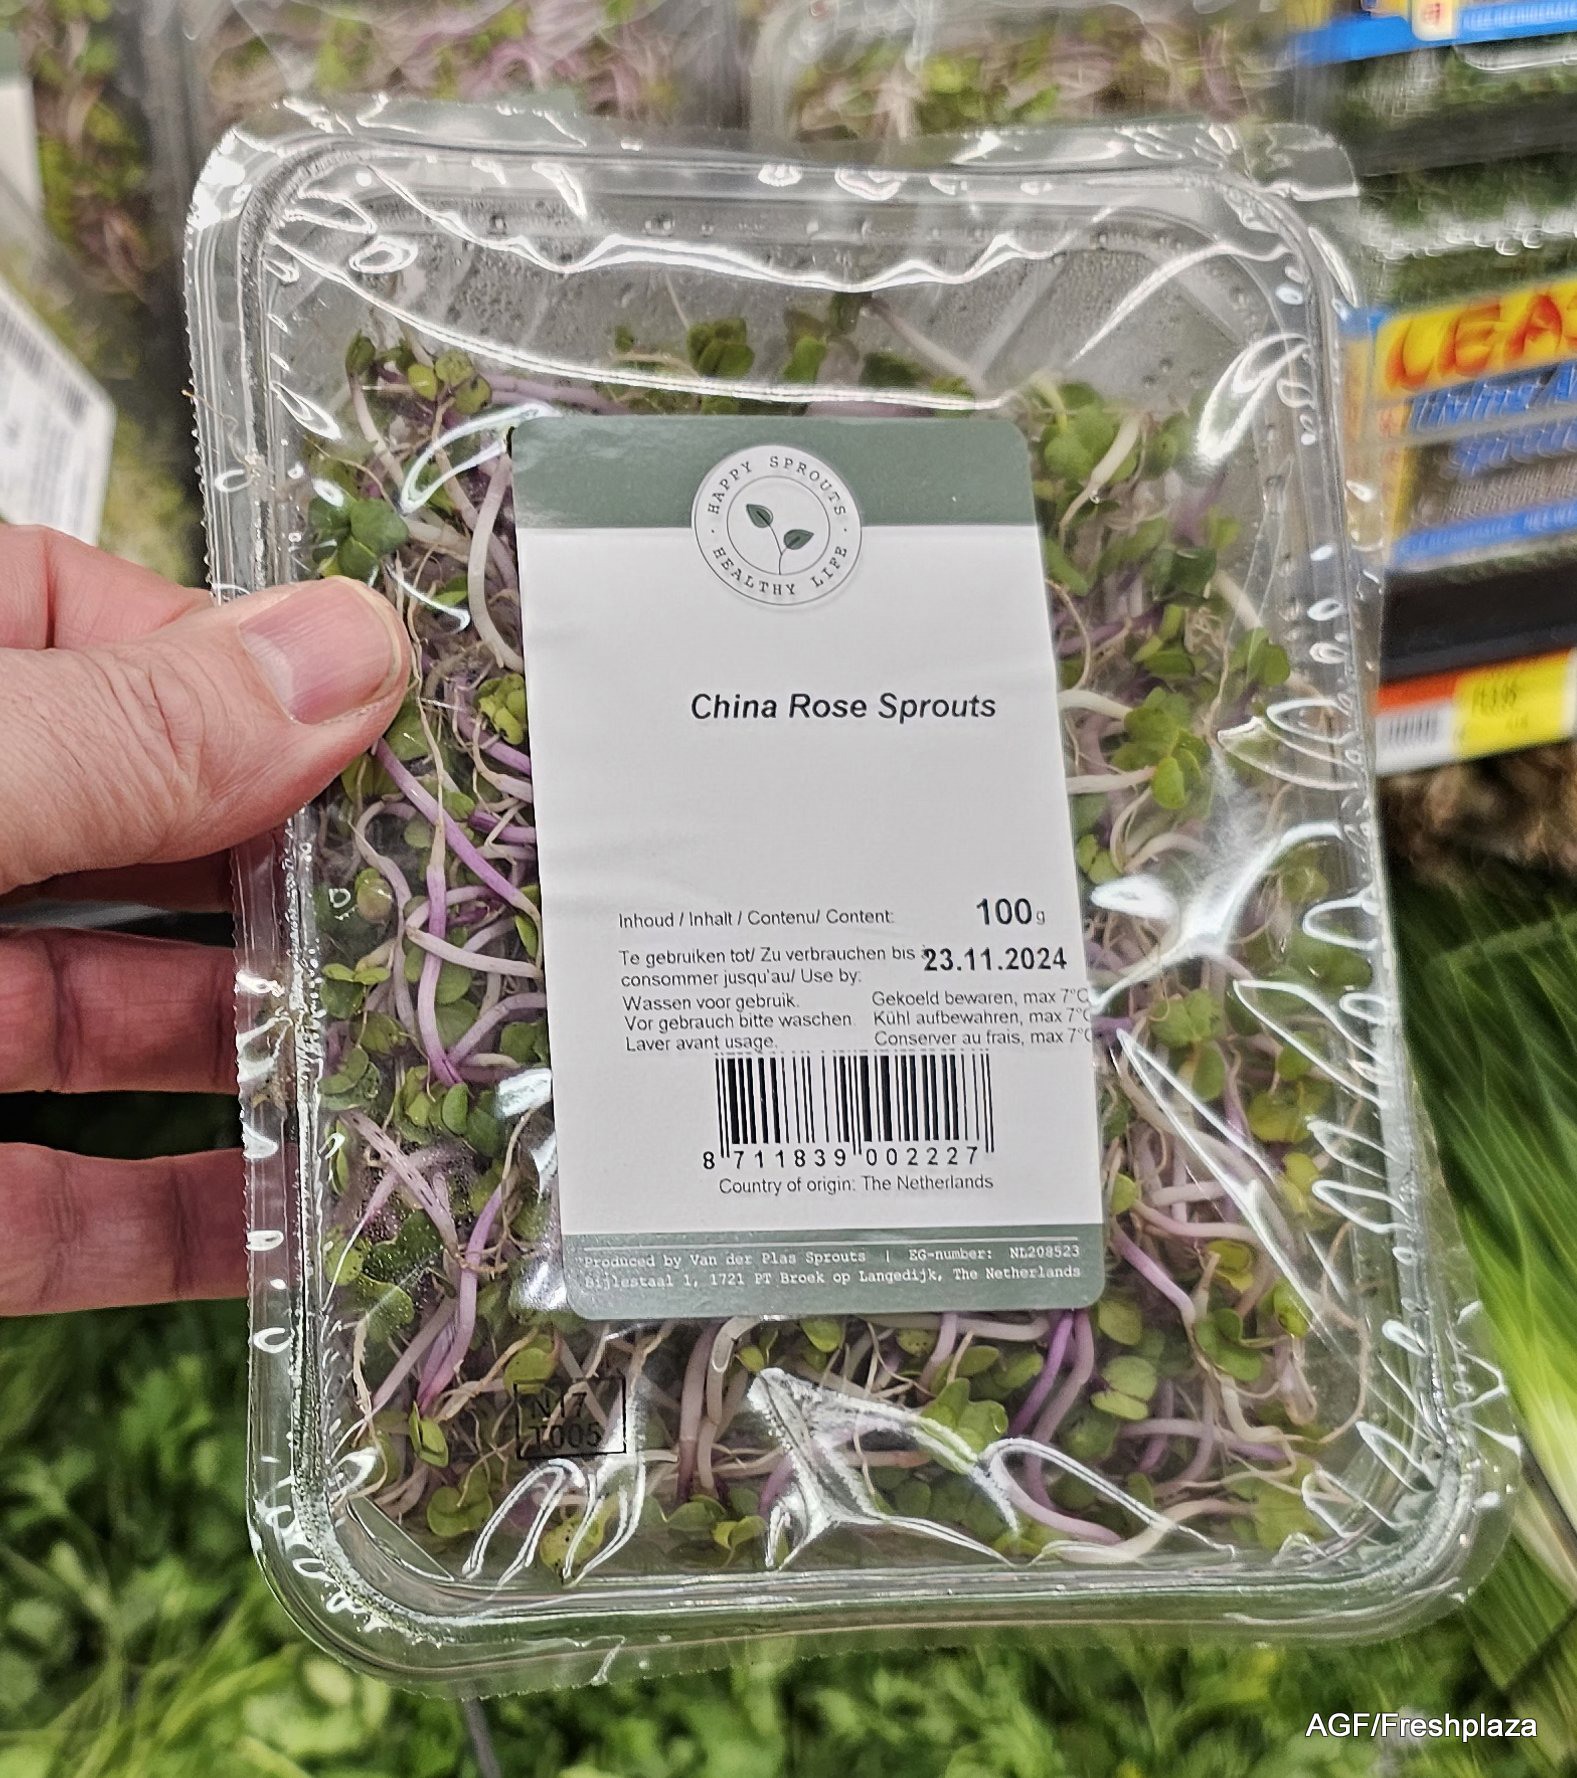 LEA
HAPPY SPROUTS
HEALTHY LIFE
China Rose Sprouts
Inhoud / Inhalt / Contenu/ Content: 100g
Te gebruiken tot/ Zu verbrauchen bis 23.11.2024
consommer jusqu'au/ Use by:
Wassen voor gebruik. Gekoeld bewaren, max 7°C
Vor gebrauch bitte waschen. Kühl aufbewahren, max 7°C
Laver avant usage. Conserver au frais, max 7°C
8 711839 002227
Country of origin: The Netherlands
Produced by Van der Plas Sprouts | EG-number: NL208523
Bijlestaal 1, 1721 PT Broek op Langedijk, The Netherlands
N17
T005
AGF/Freshplaza